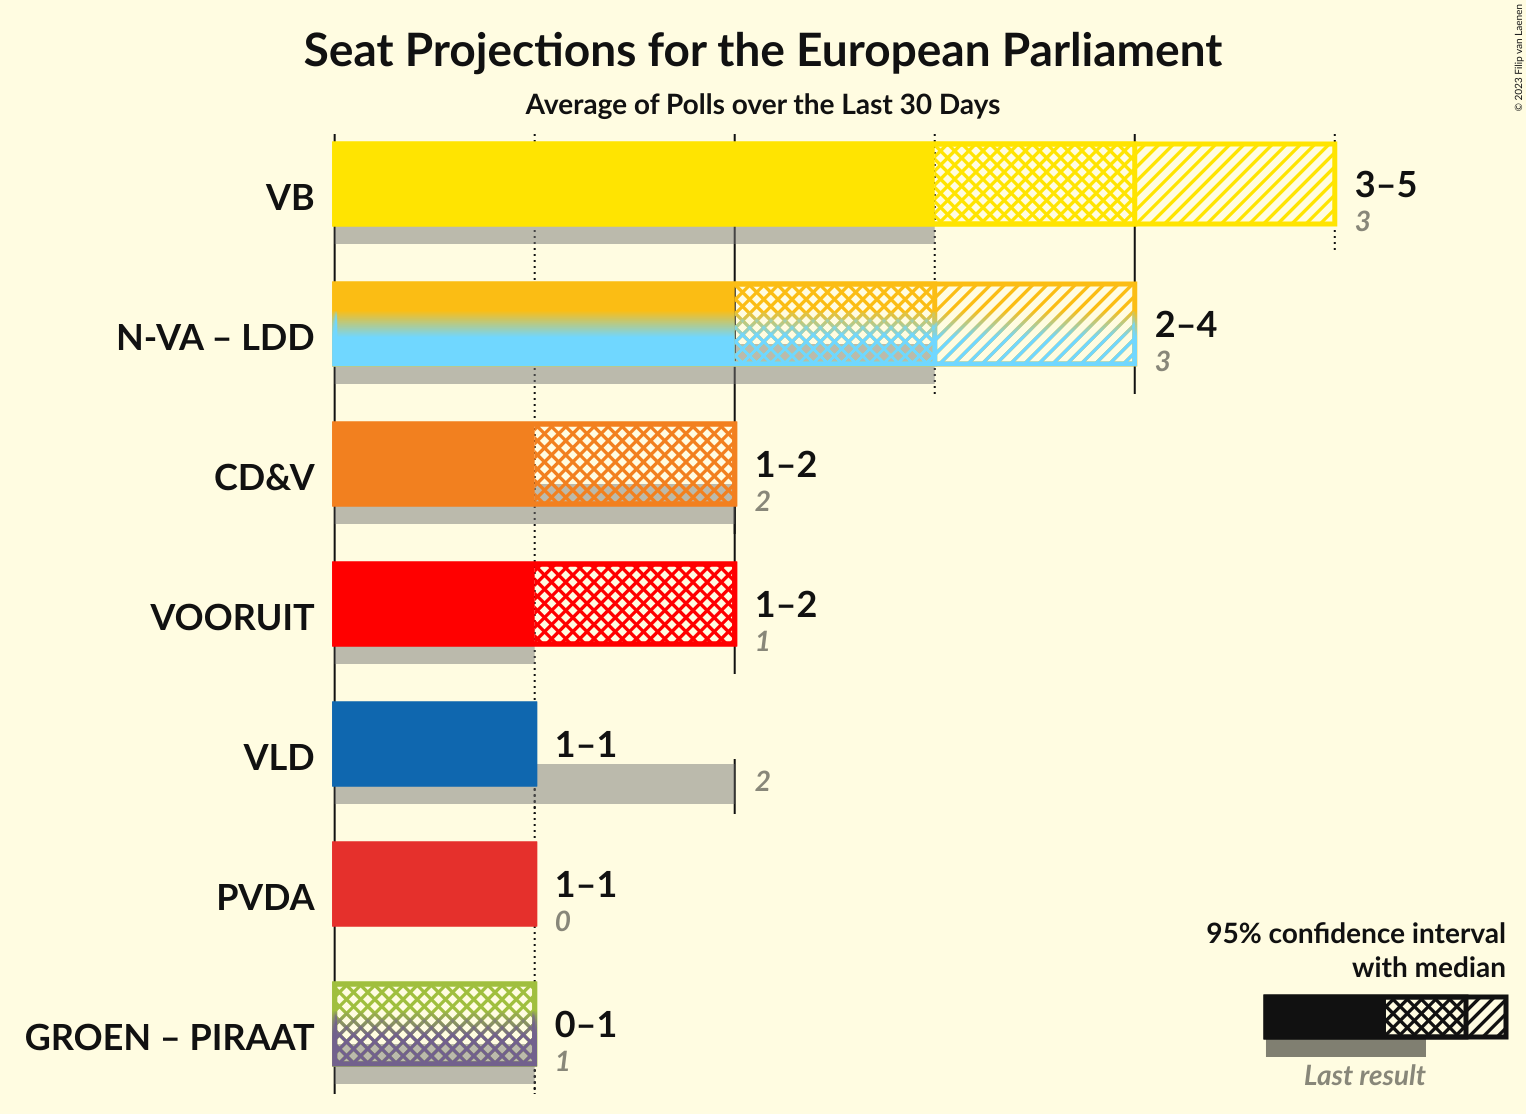 Seat Projections for the European Parliament
Average of Polls over the Last 30 Days
© 2023 Filip van Laenen
VB
3–5
3
N-VA – LDD
2–4
3
CD&V
1–2
2
VOORUIT
1–2
1
VLD
1–1
2
PVDA
1–1
0
GROEN – PIRAAT
0–1
1
95% confidence interval
with median
Last result